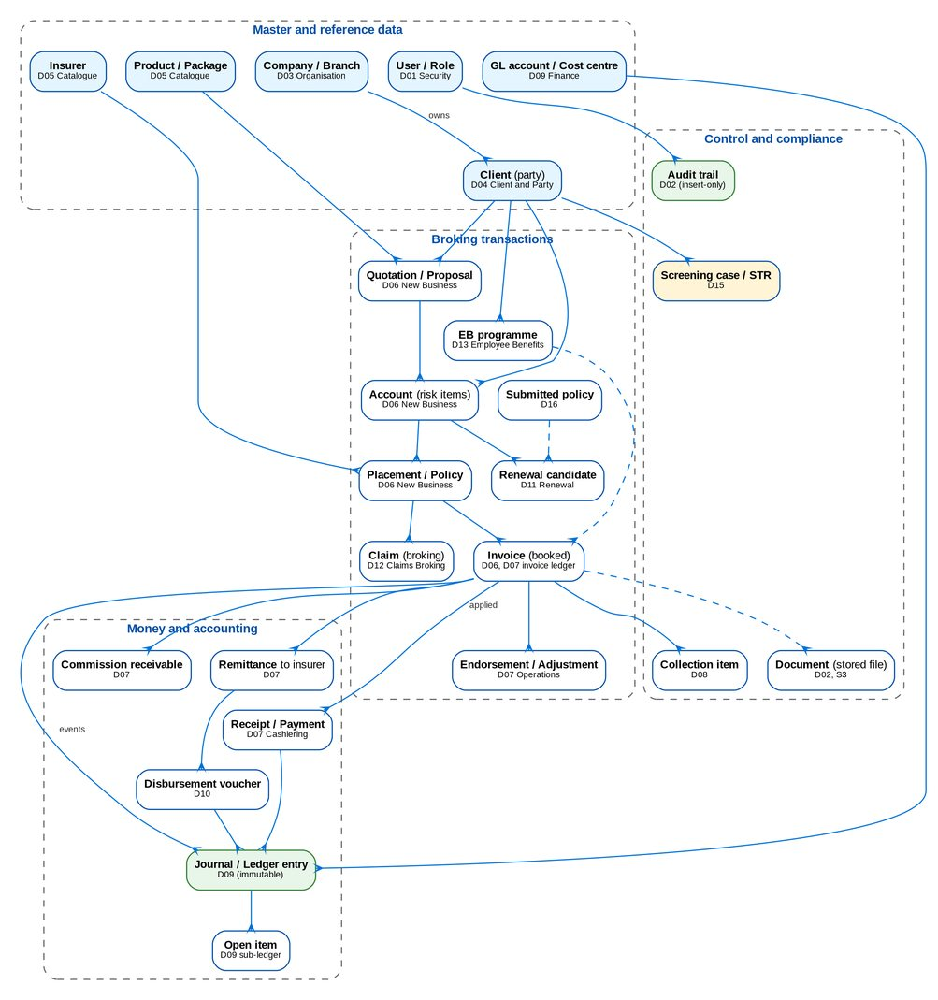 Master and reference data
Insurer
D05 Catalogue
Product / Package
D05 Catalogue
Company / Branch
D03 Organisation
User / Role
D01 Security
GL account / Cost centre
D09 Finance
owns
Control and compliance
Client (party)
D04 Client and Party
Audit trail
D02 (insert-only)
Broking transactions
Quotation / Proposal
D06 New Business
Screening case / STR
D15
EB programme
D13 Employee Benefits
Account (risk items)
D06 New Business
Submitted policy
D16
Placement / Policy
D06 New Business
Renewal candidate
D11 Renewal
Claim (broking)
D12 Claims Broking
Invoice (booked)
D06, D07 invoice ledger
applied
Money and accounting
Commission receivable
D07
Remittance to insurer
D07
Endorsement / Adjustment
D07 Operations
Collection item
D08
Document (stored file)
D02, S3
Receipt / Payment
D07 Cashiering
events
Disbursement voucher
D10
Journal / Ledger entry
D09 (immutable)
Open item
D09 sub-ledger